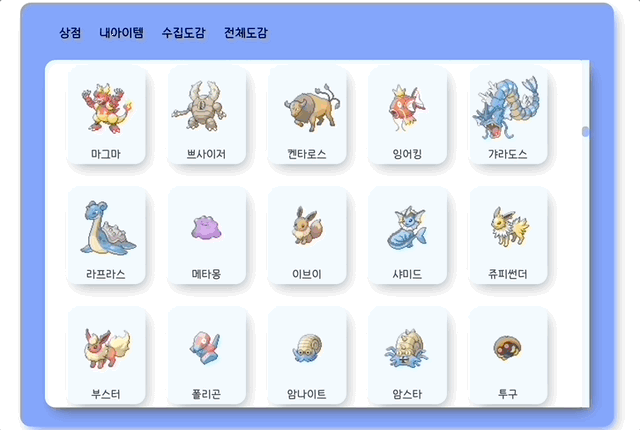 상점 내아이템 수집도감 전체도감
마그마 쁘사이저 켄타로스 잉어킹 갸라도스
라프라스 메타몽 이브이 샤미드 쥬피썬더
부스터 폴리곤 암나이트 암스타 투구